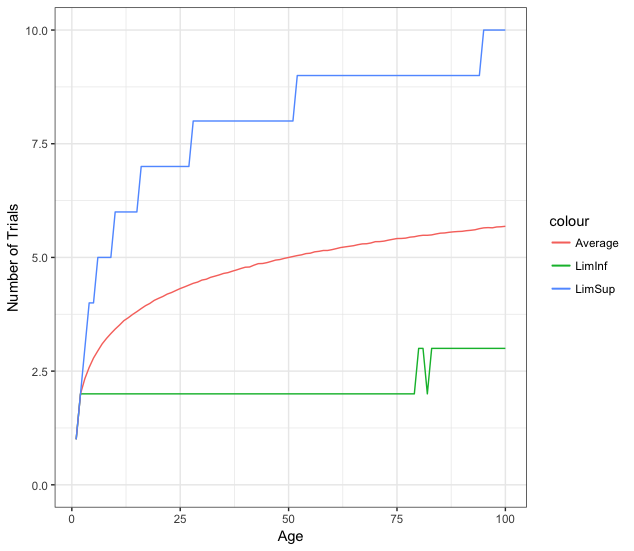 10.0
7.5
5.0
2.5
0.0
Number of Trials
0 25 50 75 100
Age
colour
Average
LimInf
LimSup